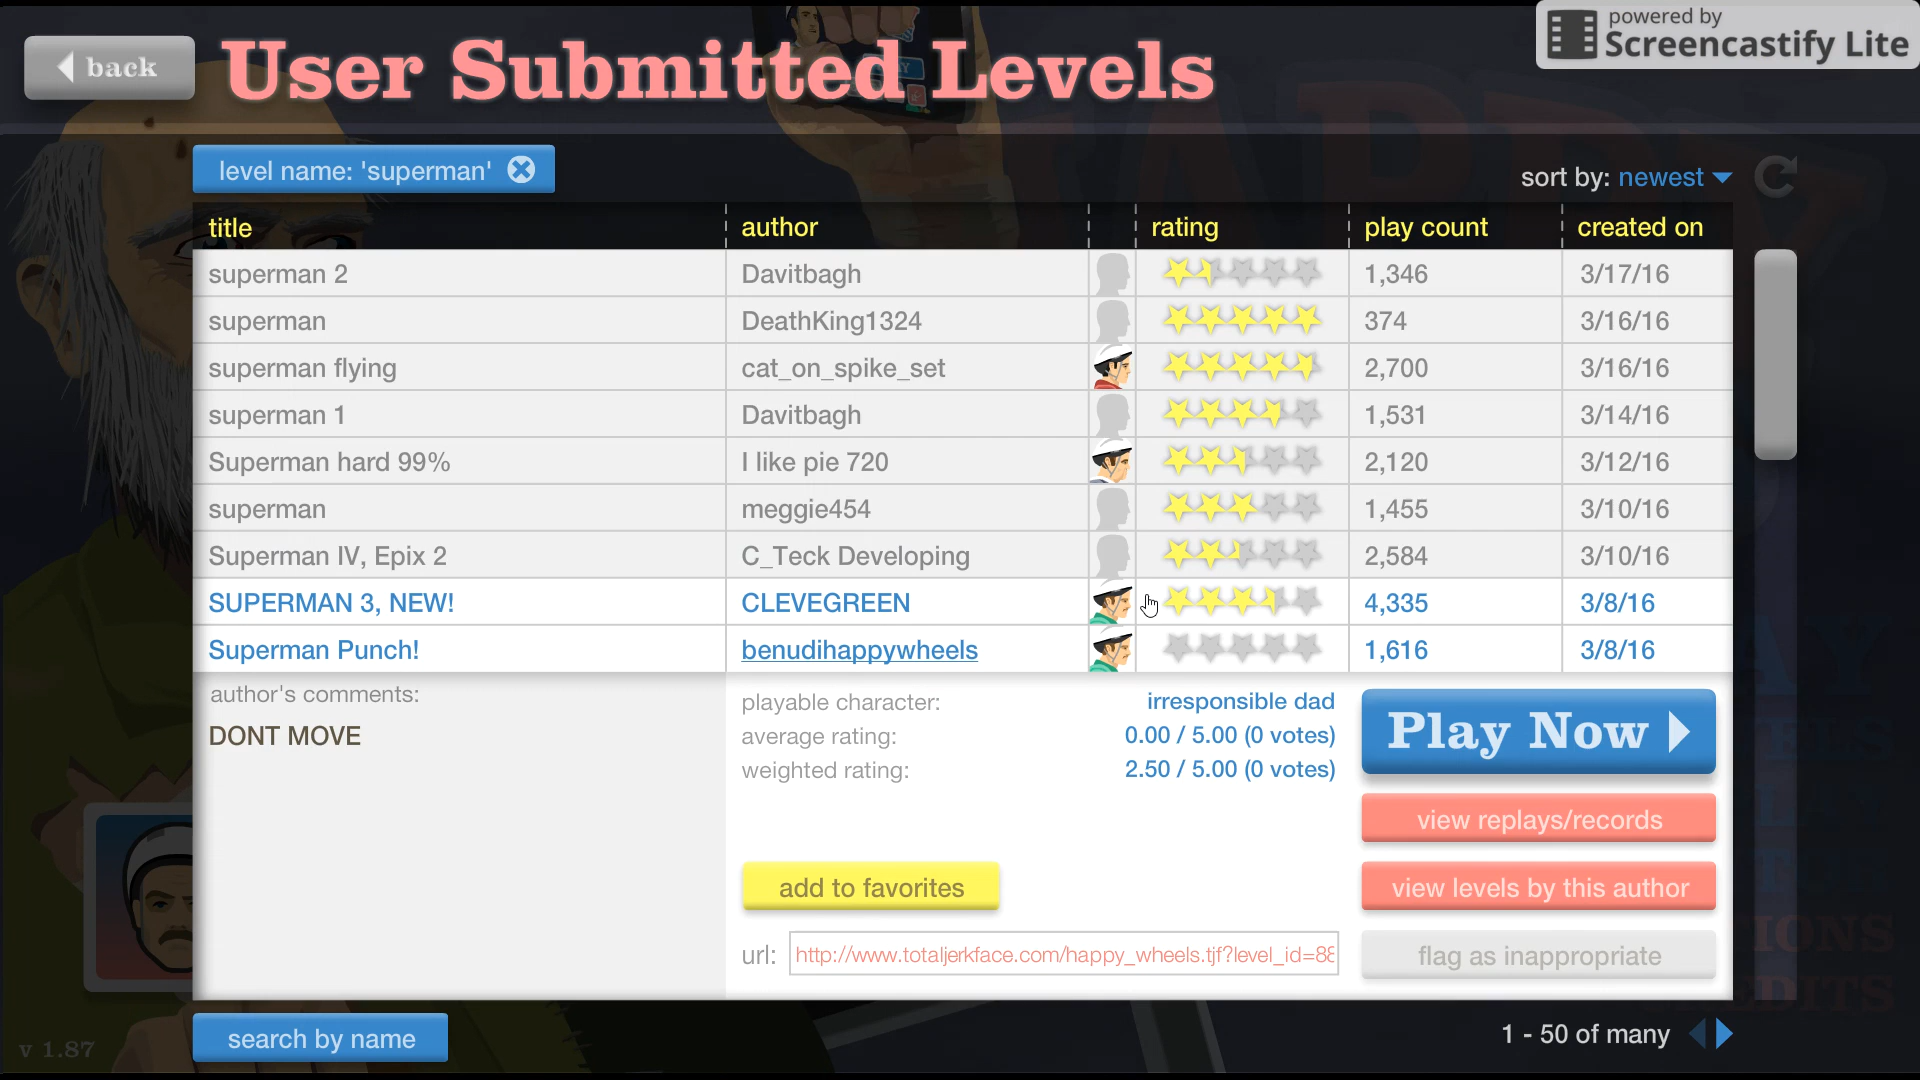 powered by
Screencastify Lite
back
User Submitted Levels
level name: 'superman'
sort by: newest
title author rating play count created on
superman 2 Davitbagh 1,346 3/17/16
superman DeathKing1324 374 3/16/16
superman flying cat_on_spike_set 2,700 3/16/16
superman 1 Davitbagh 1,531 3/14/16
Superman hard 99% I like pie 720 2,120 3/12/16
superman meggie454 1,455 3/10/16
Superman IV, Epix 2 C_Teck Developing 2,584 3/10/16
SUPERMAN 3, NEW! CLEVEGREEN 4,335 3/8/16
Superman Punch! benudihappywheels 1,616 3/8/16
author's comments:
DONT MOVE
playable character: irresponsible dad
average rating: 0.00 / 5.00 (0 votes)
weighted rating: 2.50 / 5.00 (0 votes)
Play Now
view replays/records
add to favorites
view levels by this author
url: http://www.totaljerkface.com/happy_wheels.tjf?level_id=88
flag as inappropriate
search by name
1 - 50 of many
v 1.87